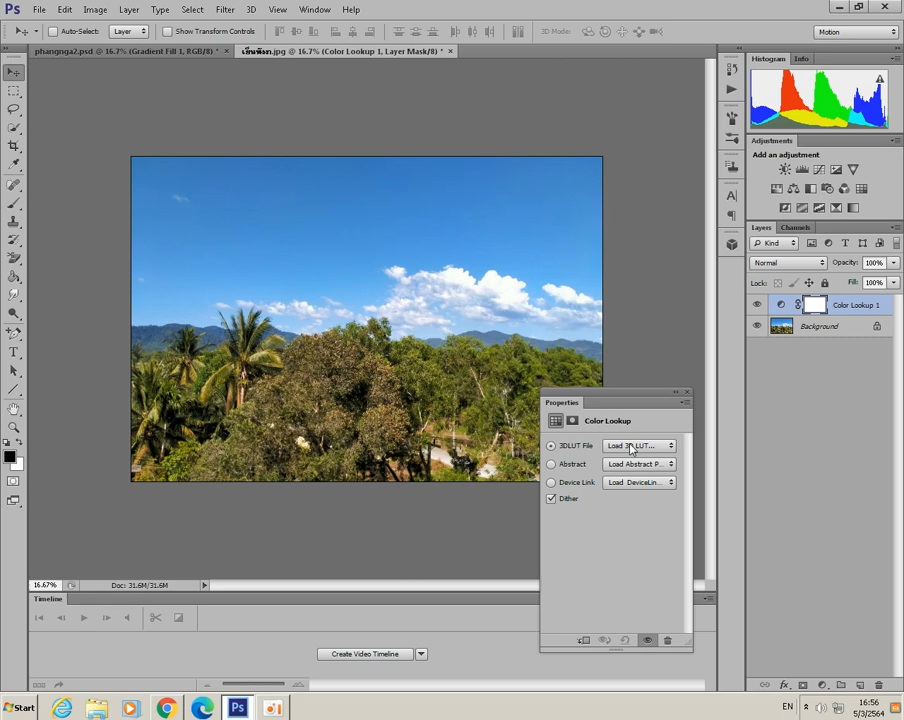 Ps File Edit Image Layer Type Select Filter 3D View Window Help
Auto-Select: Layer Show Transform Controls 3D Mode: Motion
phangnga2.psd @ 16.7% (Gradient Fill 1, RGB/8) * ×
.jpg @ 16.7% (Color Lookup 1, Layer Mask/8) * ×
Histogram Info
Adjustments
Add an adjustment
Layers Channels
Kind
Normal Opacity: 100%
Lock: Fill: 100%
Color Lookup 1
Background
Properties
Color Lookup
3DLUT File Load 3D LUT...
Abstract Load Abstract P...
Device Link Load DeviceLin...
Dither
16.67% Doc: 31.6M/31.6M
Timeline
Create Video Timeline
fx
Start Ps EN 16:56
5/3/2564